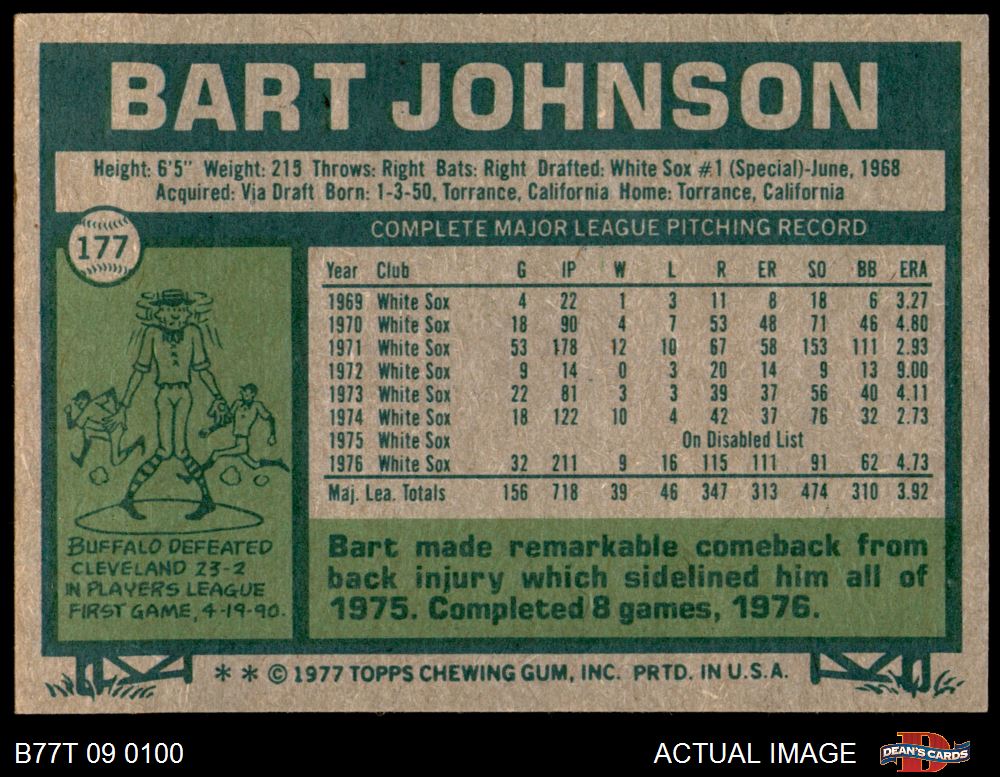 BART JOHNSON
Height: 6'5" Weight: 215 Throws: Right Bats: Right Drafted: White Sox #1 (Special)-June, 1968
Acquired: Via Draft Born: 1-3-50, Torrance, California Home: Torrance, California
177
COMPLETE MAJOR LEAGUE PITCHING RECORD
Year Club G IP W L R ER SO BB ERA
1969 White Sox 4 22 1 3 11 8 18 6 3.27
1970 White Sox 18 90 4 7 53 48 71 46 4.80
1971 White Sox 53 178 12 10 67 58 153 111 2.93
1972 White Sox 9 14 0 3 20 14 9 13 9.00
1973 White Sox 22 81 3 3 39 37 56 40 4.11
1974 White Sox 18 122 10 4 42 37 76 32 2.73
1975 White Sox On Disabled List
1976 White Sox 32 211 9 16 115 111 91 62 4.73
Maj. Lea. Totals 156 718 39 46 347 313 474 310 3.92
BUFFALO DEFEATED
CLEVELAND 23-2
IN PLAYERS LEAGUE
FIRST GAME, 4-19-90.
Bart made remarkable comeback from
back injury which sidelined him all of
1975. Completed 8 games, 1976.
* * © 1977 TOPPS CHEWING GUM, INC. PRTD. IN U.S.A.
B77T 09 0100
ACTUAL IMAGE
DEAN'S CARDS